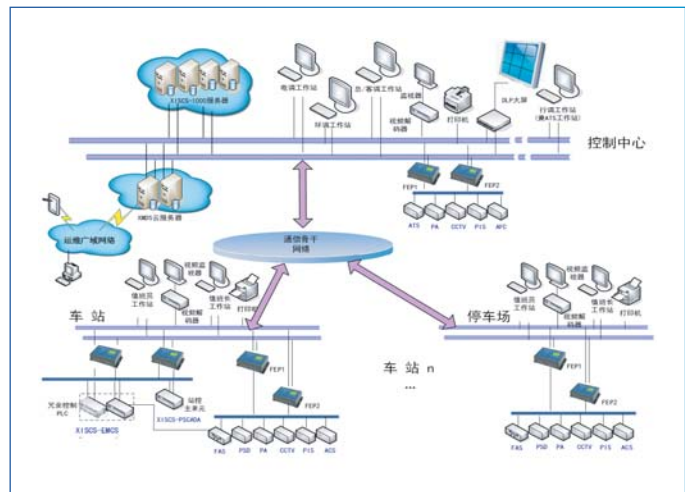 XISCS-1000服务器
电调工作站
环调工作站
总/客调工作站
监视器
视频解码器
打印机
DLP大屏
行调工作站
(兼ATS工作站)
控制中心
FEP1
FEP2
ATS
PA
CCTV
PIS
AFC
RMDS云服务器
运维广域网络
通信骨干
网络
车 站
值班员
工作站
视频监
视器
视频解
码器
值班长
工作站
打印机
FEP1
FEP2
冗余控制
PLC
XISCS-EMCS
站控
主单元
XISCS-PSCADA
FAS
PSD
PA
CCTV
PIS
ACS
车 站 n
...
停车场
值班员
工作站
视频监
视器
视频解
码器
值班长
工作站
打印机
FEP1
FEP2
FAS
PSD
PA
CCTV
PIS
ACS